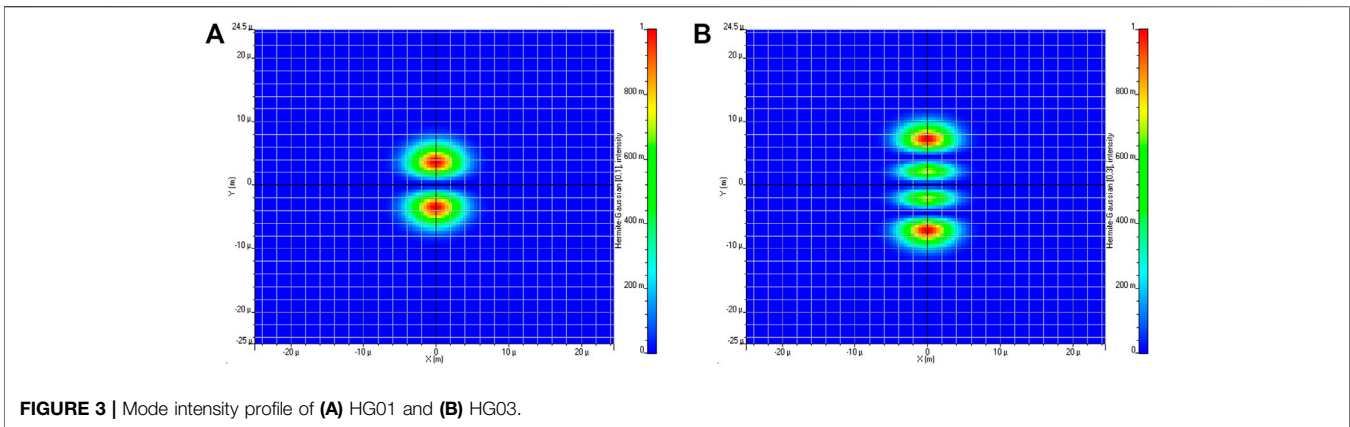 A
24.5 µ
20 µ
10 µ
0
-10 µ
-20 µ
-25 µ
Y [m]
-20 µ
-10 µ
0
10 µ
20 µ
X [m]
1
800 m
600 m
400 m
200 m
0
Hermite-Gaussian [0,1], intensity
B
24.5 µ
20 µ
10 µ
0
-10 µ
-20 µ
-25 µ
Y [m]
-20 µ
-10 µ
0
10 µ
20 µ
X [m]
1
800 m
600 m
400 m
200 m
0
Hermite-Gaussian [0,3], intensity
FIGURE 3 | Mode intensity profile of (A) HG01 and (B) HG03.